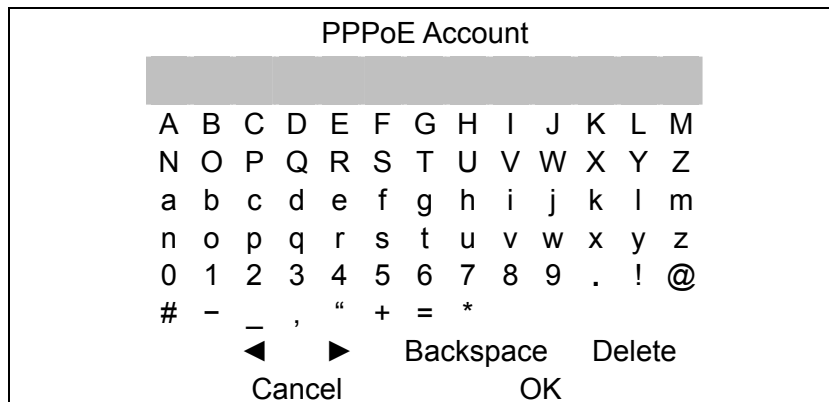 PPPoE Account
A B C D E F G H I J K L M
N O P Q R S T U V W X Y Z
a b c d e f g h i j k l m
n o p q r s t u v w x y z
0 1 2 3 4 5 6 7 8 9 . ! @
# − _ , “ + = *
◄ ► Backspace Delete
Cancel OK